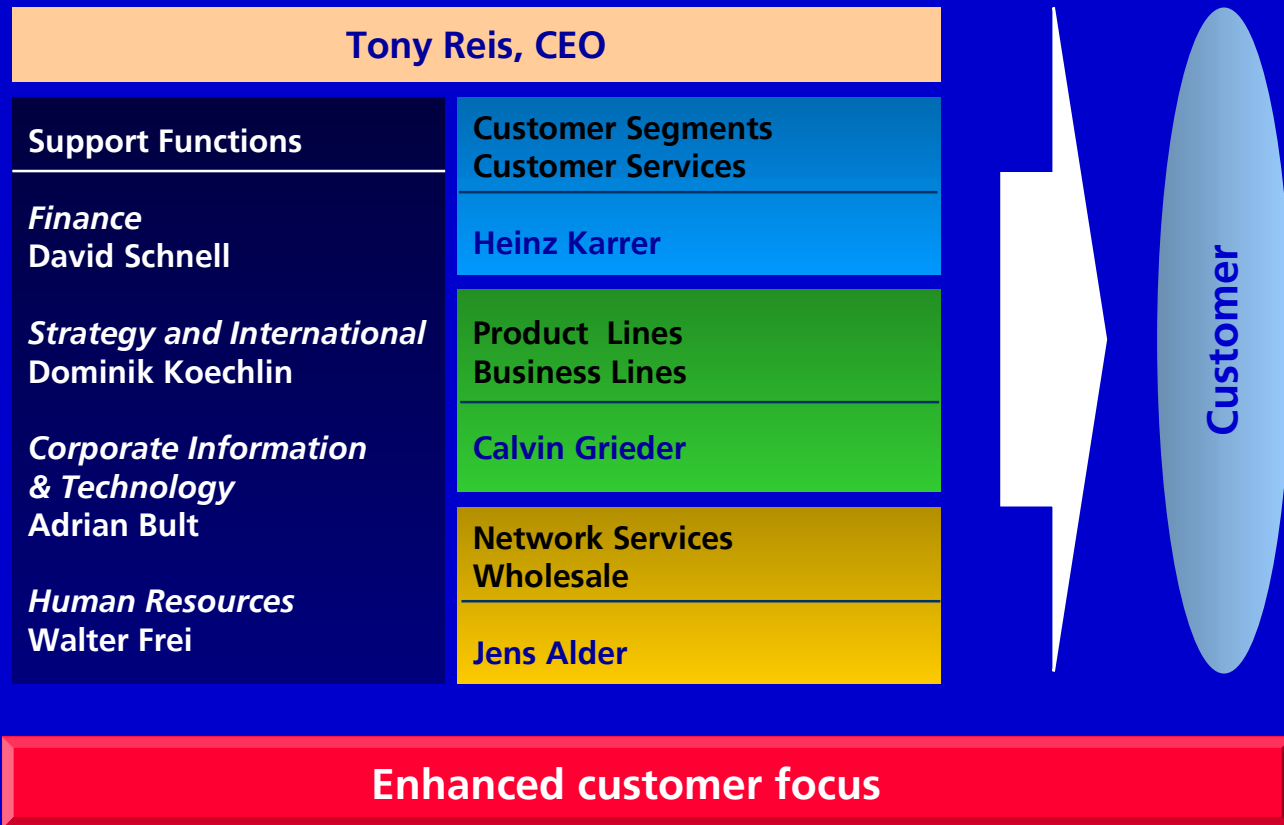 Tony Reis, CEO
Support Functions
Finance
David Schnell
Strategy and International
Dominik Koechlin
Corporate Information
& Technology
Adrian Bult
Human Resources
Walter Frei
Customer Segments
Customer Services
Heinz Karrer
Product Lines
Business Lines
Calvin Grieder
Network Services
Wholesale
Jens Alder
Customer
Enhanced customer focus